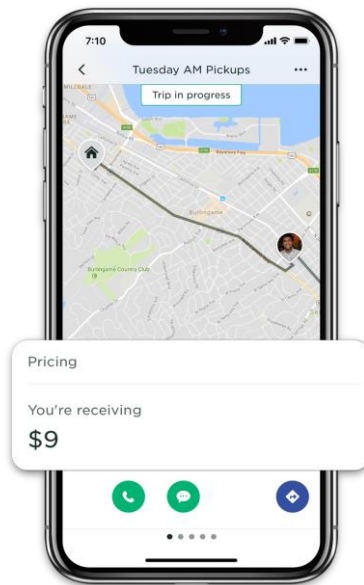 7:10
Tuesday AM Pickups
Trip in progress
Burlingame
Burlingame Country Club
Pricing
You're receiving
$9